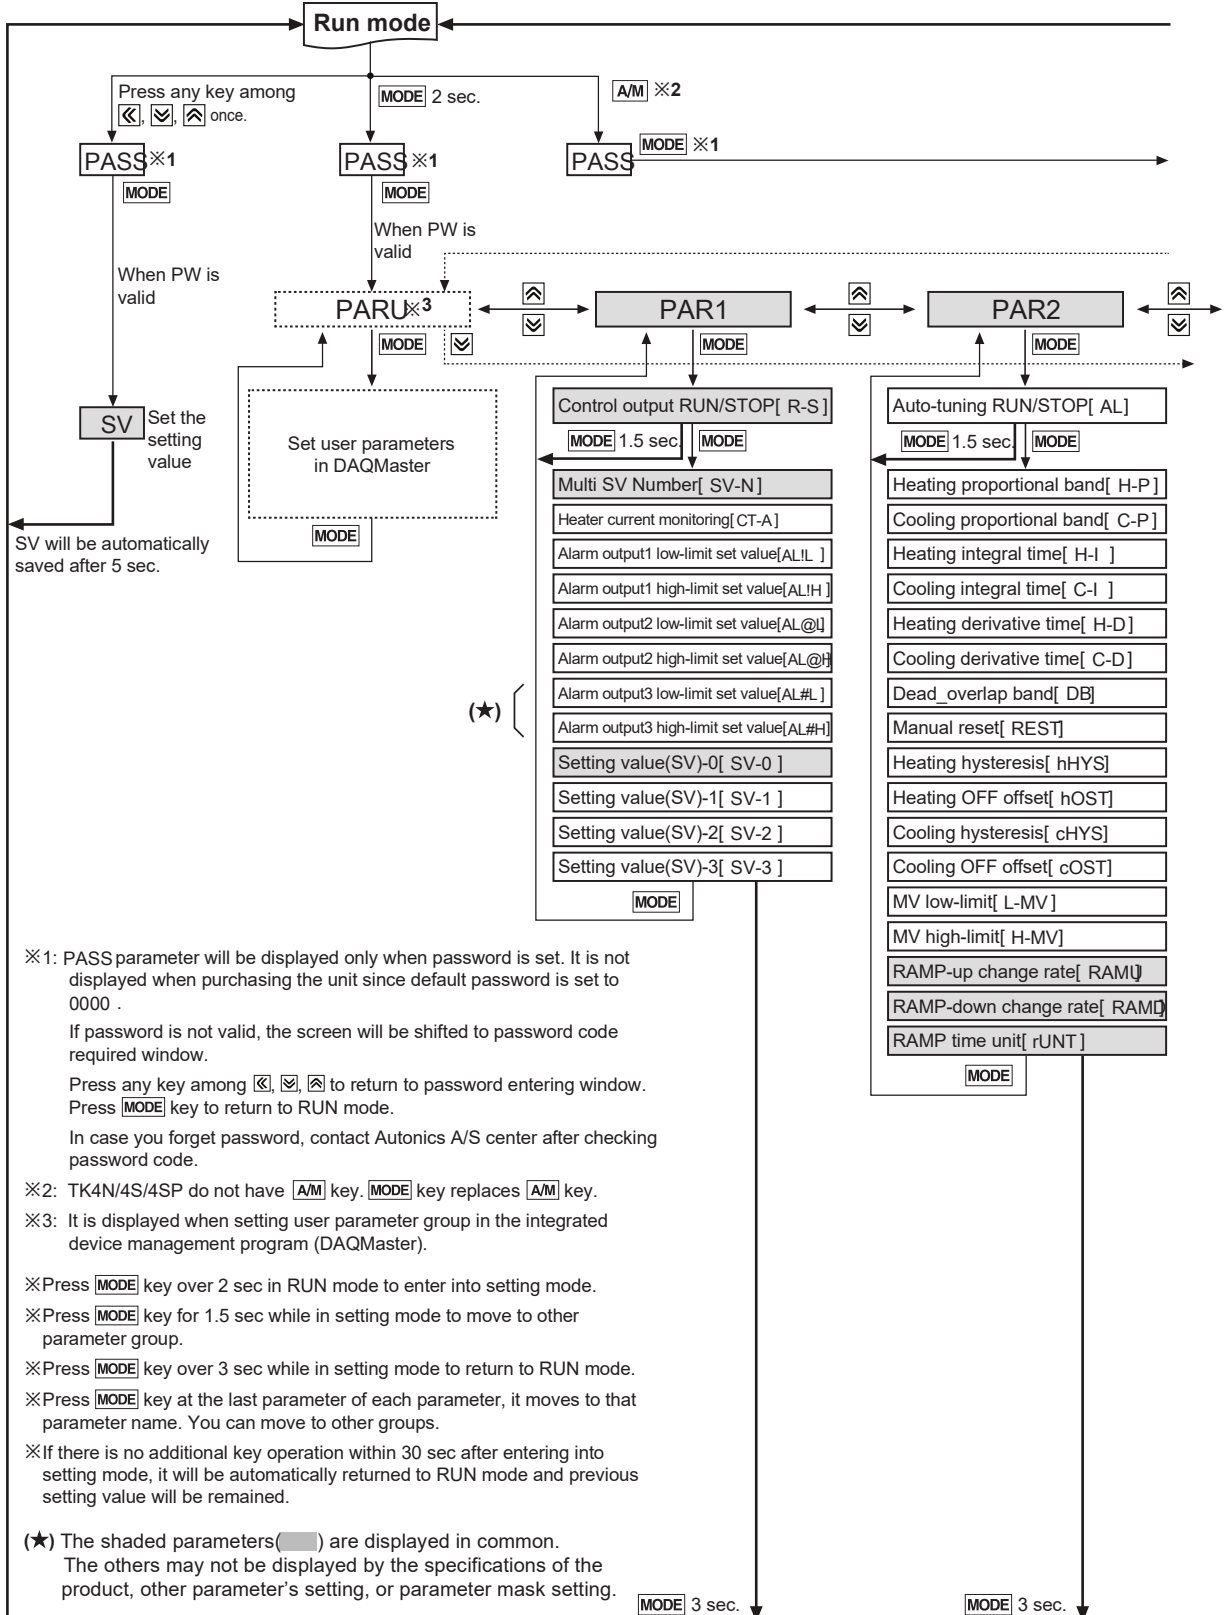 Run mode
Press any key among
≪, ⋎, ⋏ once.
MODE 2 sec.
A/M ※2
PASS※1
PASS※1
PASS
MODE ※1
MODE
MODE
When PW is
valid
When PW is
valid
PARU※3
PAR1
PAR2
MODE
MODE
MODE
SV
Set the
setting
value
SV will be automatically
saved after 5 sec.
Set user parameters
in DAQMaster
MODE
Control output RUN/STOP[ R-S ]
MODE 1.5 sec.
MODE
Multi SV Number[ SV-N ]
Heater current monitoring[CT-A ]
Alarm output1 low-limit set value[AL!L ]
Alarm output1 high-limit set value[AL!H ]
Alarm output2 low-limit set value[AL@L]
Alarm output2 high-limit set value[AL@H]
Alarm output3 low-limit set value[AL#L ]
Alarm output3 high-limit set value[AL#H]
(★)
Setting value(SV)-0[ SV-0 ]
Setting value(SV)-1[ SV-1 ]
Setting value(SV)-2[ SV-2 ]
Setting value(SV)-3[ SV-3 ]
MODE
Auto-tuning RUN/STOP[ AL]
MODE 1.5 sec.
MODE
Heating proportional band[ H-P ]
Cooling proportional band[ C-P ]
Heating integral time[ H-I ]
Cooling integral time[ C-I ]
Heating derivative time[ H-D ]
Cooling derivative time[ C-D ]
Dead_overlap band[ DB]
Manual reset[ REST]
Heating hysteresis[ hHYS]
Heating OFF offset[ hOST]
Cooling hysteresis[ cHYS]
Cooling OFF offset[ cOST]
MV low-limit[ L-MV ]
MV high-limit[ H-MV]
RAMP-up change rate[ RAMU]
RAMP-down change rate[ RAMD]
RAMP time unit[ rUNT ]
MODE
※1: PASS parameter will be displayed only when password is set. It is not
displayed when purchasing the unit since default password is set to
0000 .
If password is not valid, the screen will be shifted to password code
required window.
Press any key among ≪, ⋎, ⋏ to return to password entering window.
Press MODE key to return to RUN mode.
In case you forget password, contact Autonics A/S center after checking
password code.
※2: TK4N/4S/4SP do not have A/M key. MODE key replaces A/M key.
※3: It is displayed when setting user parameter group in the integrated
device management program (DAQMaster).
※Press MODE key over 2 sec in RUN mode to enter into setting mode.
※Press MODE key for 1.5 sec while in setting mode to move to other
parameter group.
※Press MODE key over 3 sec while in setting mode to return to RUN mode.
※Press MODE key at the last parameter of each parameter, it moves to that
parameter name. You can move to other groups.
※If there is no additional key operation within 30 sec after entering into
setting mode, it will be automatically returned to RUN mode and previous
setting value will be remained.
(★) The shaded parameters( ) are displayed in common.
The others may not be displayed by the specifications of the
product, other parameter's setting, or parameter mask setting.
MODE 3 sec.
MODE 3 sec.